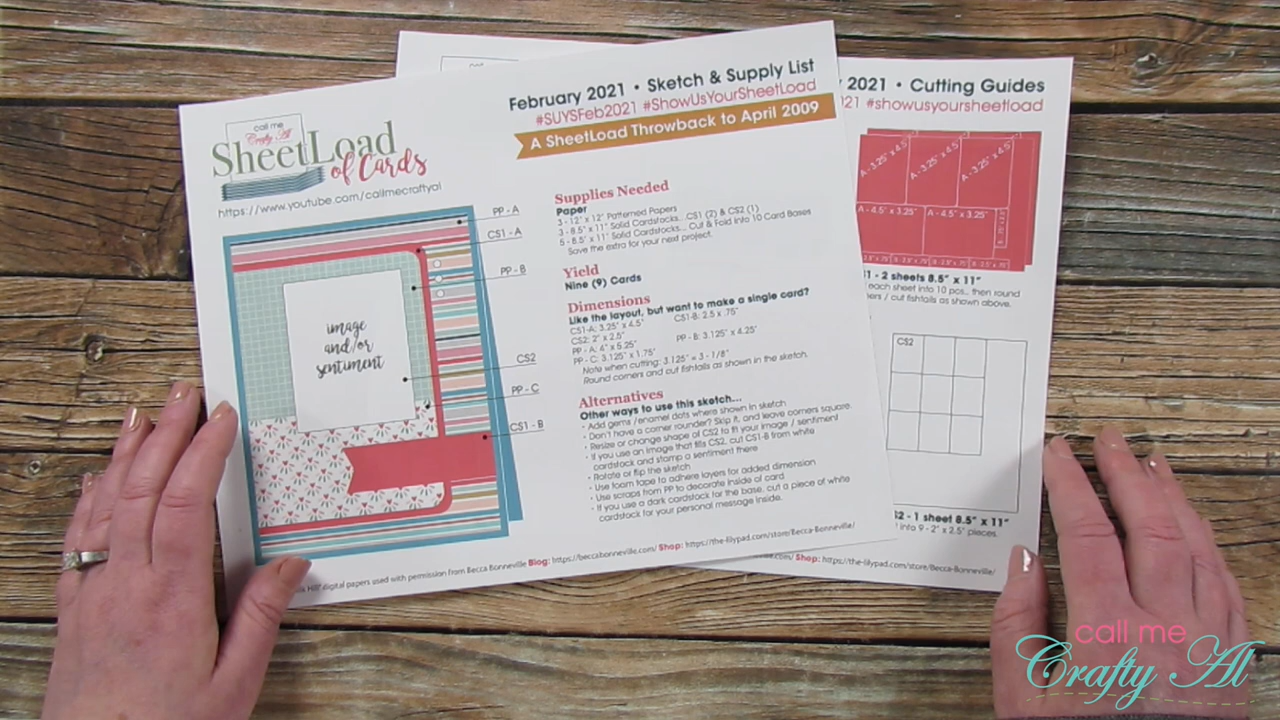 call me
Crafty Al
SheetLoad
of Cards
https://www.youtube.com/callmecraftyal
February 2021 • Sketch & Supply List
#SUYSFeb2021 #ShowUsYourSheetLoad
A SheetLoad Throwback to April 2009
PP - A
CS1 - A
PP - B
CS2
PP - C
CS1 - B
image
and/or
sentiment
Supplies Needed
Paper
3 - 12" x 12" Patterned Papers
3 - 8.5" x 11" Solid Cardstocks... CS1 (2) & CS2 (1)
5 - 8.5" x 11" Solid Cardstocks... Cut & Fold into 10 Card Bases
Save the extra for your next project.
Yield
Nine (9) Cards
Dimensions
Like the layout, but want to make a single card?
CS1-A: 3.25" x 4.5" CS1-B: 2.5 x .75"
CS2: 2" x 2.5"
PP - A: 4" x 5.25" PP - B: 3.125" x 4.25"
PP - C: 3.125" x 1.75"
Note when cutting: 3.125" = 3 - 1/8"
Round corners and cut fishtails as shown in the sketch.
Alternatives
Other ways to use this sketch...
- Add gems /enamel dots where shown in sketch
- Don't have a corner rounder? Skip it, and leave corners square
- Resize or change shape of CS2 to fit your image / sentiment
- If you use an image that fills CS2, cut CS1-B from white
cardstock and stamp a sentiment there
- Rotate or flip the sketch
- Use foam tape to adhere layers for added dimension
- Use scraps from PP to decorate inside of card
- If you use a dark cardstock for the base, cut a piece of white
cardstock for your personal message inside.
Hill" digital papers used with permission from Becca Bonneville Blog: https://beccabonneville.com/ Shop: https://the-lilypad.com/store/Becca-Bonneville/
2021 • Cutting Guides
2021 #showusyoursheetload
A - 3.25" x 4.5"
A - 3.25" x 4.5"
A - 3.25" x 4.5"
A - 4.5" x 3.25"
A - 4.5" x 3.25"
1 - 2 sheets 8.5" x 11"
each sheet into 10 pcs., then round
ers / cut fishtails as shown above.
CS2
S2 - 1 sheet 8.5" x 11"
into 9 - 2" x 2.5" pieces.
Shop: https://the-lilypad.com/store/Becca-Bonneville/
call me
Crafty Al